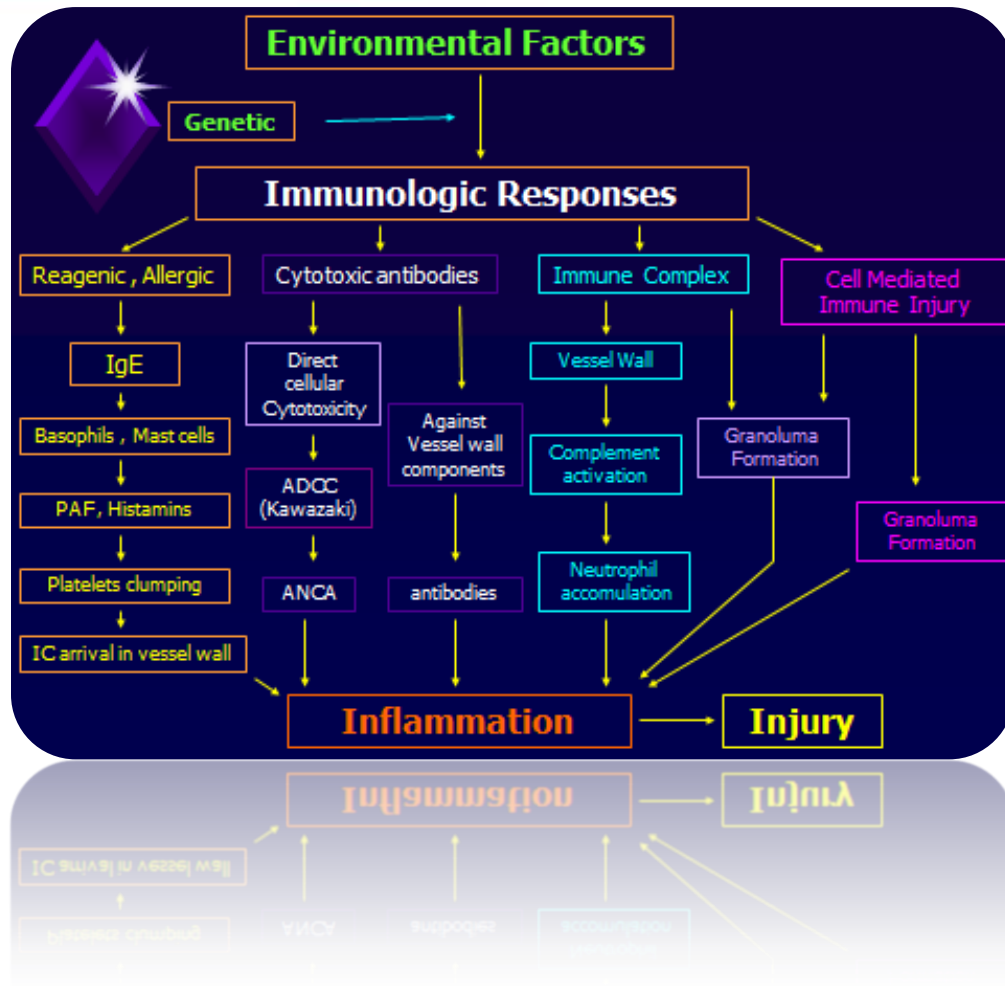 Environmental Factors
Genetic
Immunologic Responses
Reagenic , Allergic
IgE
Basophils , Mast cells
PAF, Histamins
Platelets clumping
IC arrival in vessel wall
Cytotoxic antibodies
Direct
cellular
Cytotoxicity
ADCC
(Kawazaki)
ANCA
Against
Vessel wall
components
antibodies
Immune Complex
Vessel Wall
Complement
activation
Neutrophil
accomulation
Cell Mediated
Immune Injury
Granoluma
Formation
Granoluma
Formation
Inflammation
Injury